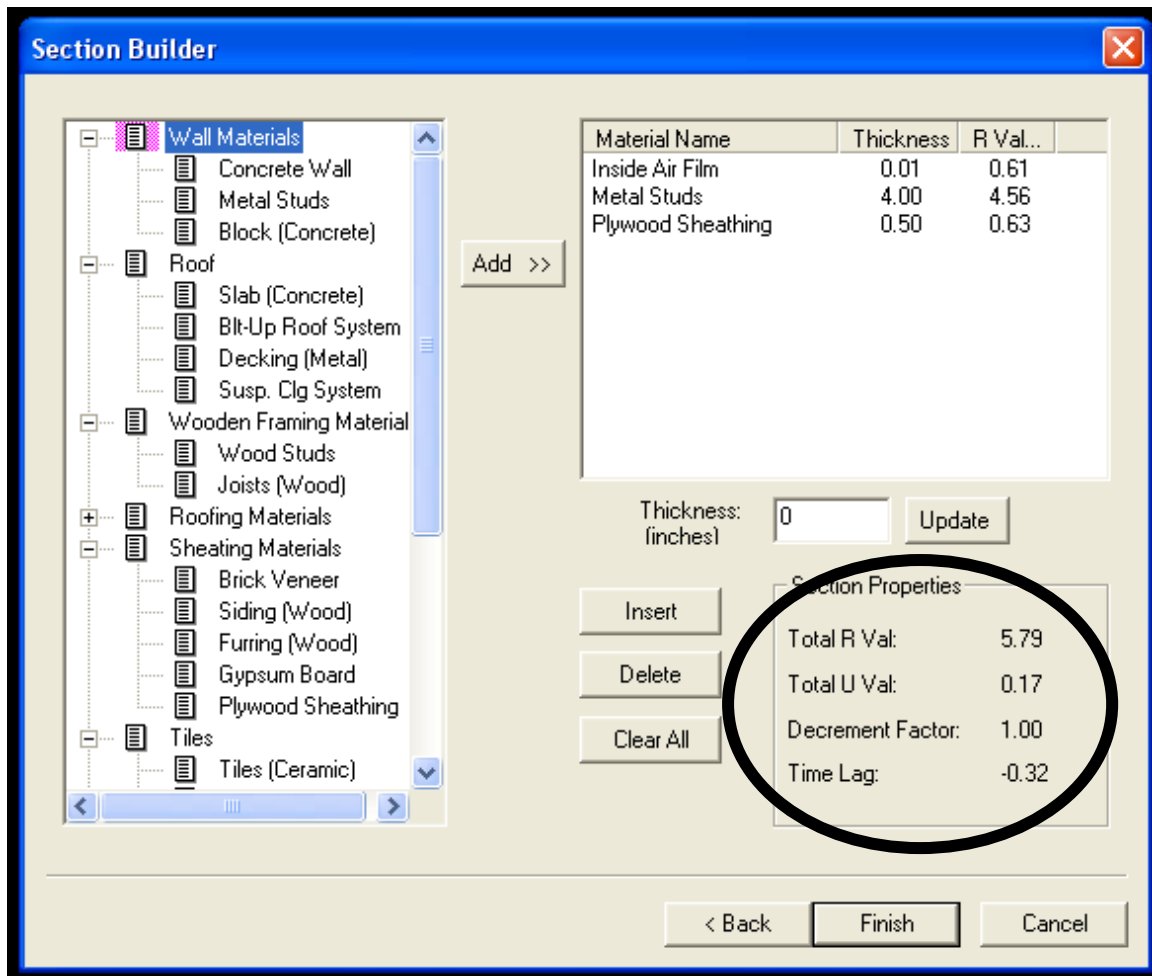 Section Builder
Wall Materials
Concrete Wall
Metal Studs
Block (Concrete)
Roof
Slab (Concrete)
Blt-Up Roof System
Decking (Metal)
Susp. Clg System
Wooden Framing Material
Wood Studs
Joists (Wood)
Roofing Materials
Sheating Materials
Brick Veneer
Siding (Wood)
Furring (Wood)
Gypsum Board
Plywood Sheathing
Tiles
Tiles (Ceramic)
Add >>
Material Name Thickness R Val...
Inside Air Film 0.01 0.61
Metal Studs 4.00 4.56
Plywood Sheathing 0.50 0.63
Thickness: 0 Update
(inches)
Insert
Delete
Clear All
Section Properties
Total R Val: 5.79
Total U Val: 0.17
Decrement Factor: 1.00
Time Lag: -0.32
< Back Finish Cancel